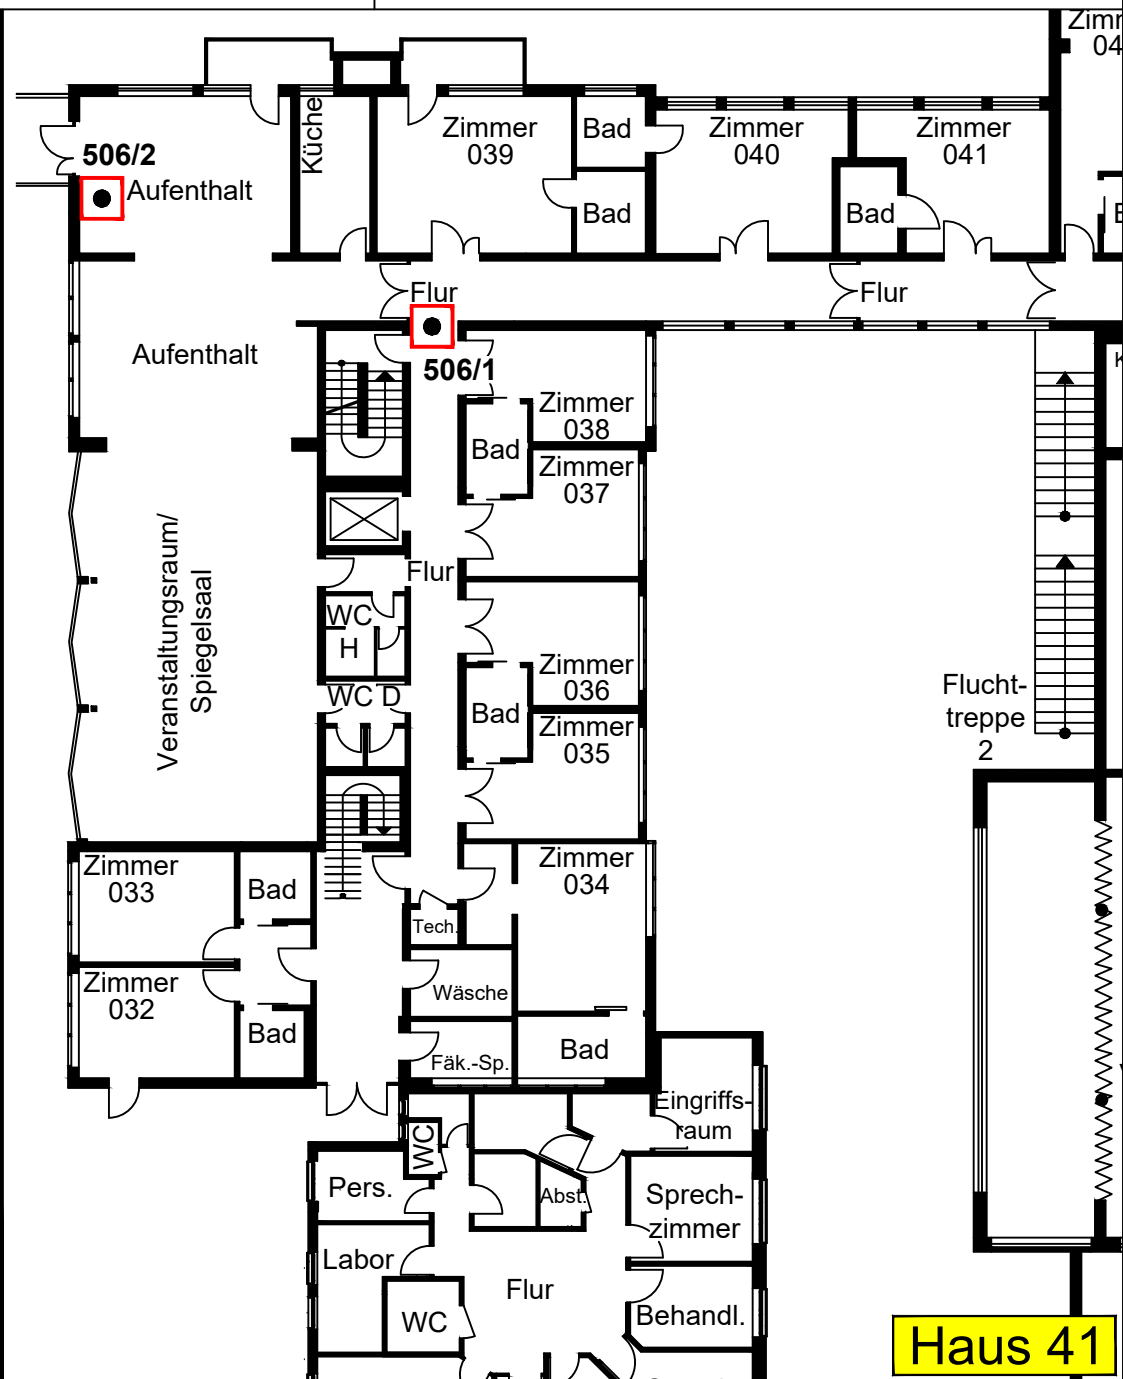 Zimm
04
Küche
Zimmer
039
Bad
Zimmer
040
Zimmer
041
506/2
Aufenthalt
Bad
Bad
Flur
Flur
Aufenthalt
506/1
Zimmer
038
Bad
Zimmer
037
Veranstaltungsraum/
Spiegelsaal
Flur
WC
H
Zimmer
036
WC D
Bad
Zimmer
035
Flucht-
treppe
2
Zimmer
033
Bad
Zimmer
034
Tech.
Zimmer
032
Wäsche
Bad
Bad
Fäk.-Sp.
Eingriffs-
raum
WC
Pers.
Abst.
Sprech-
zimmer
Labor
Flur
WC
Behandl.
Haus 41